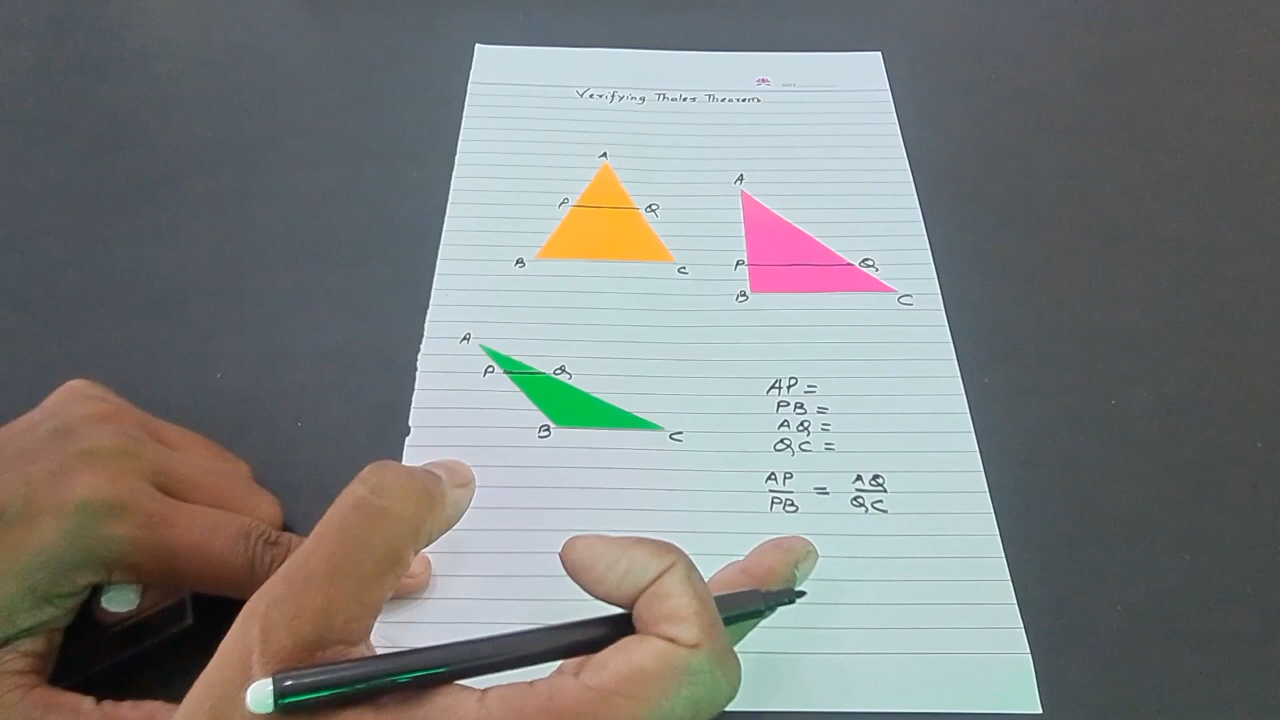 Verifying Thales Theorem
A
P Q
B C
A
P Q
B C
A
P Q
B C
AP =
PB =
AQ =
QC =
AP/PB = AQ/QC